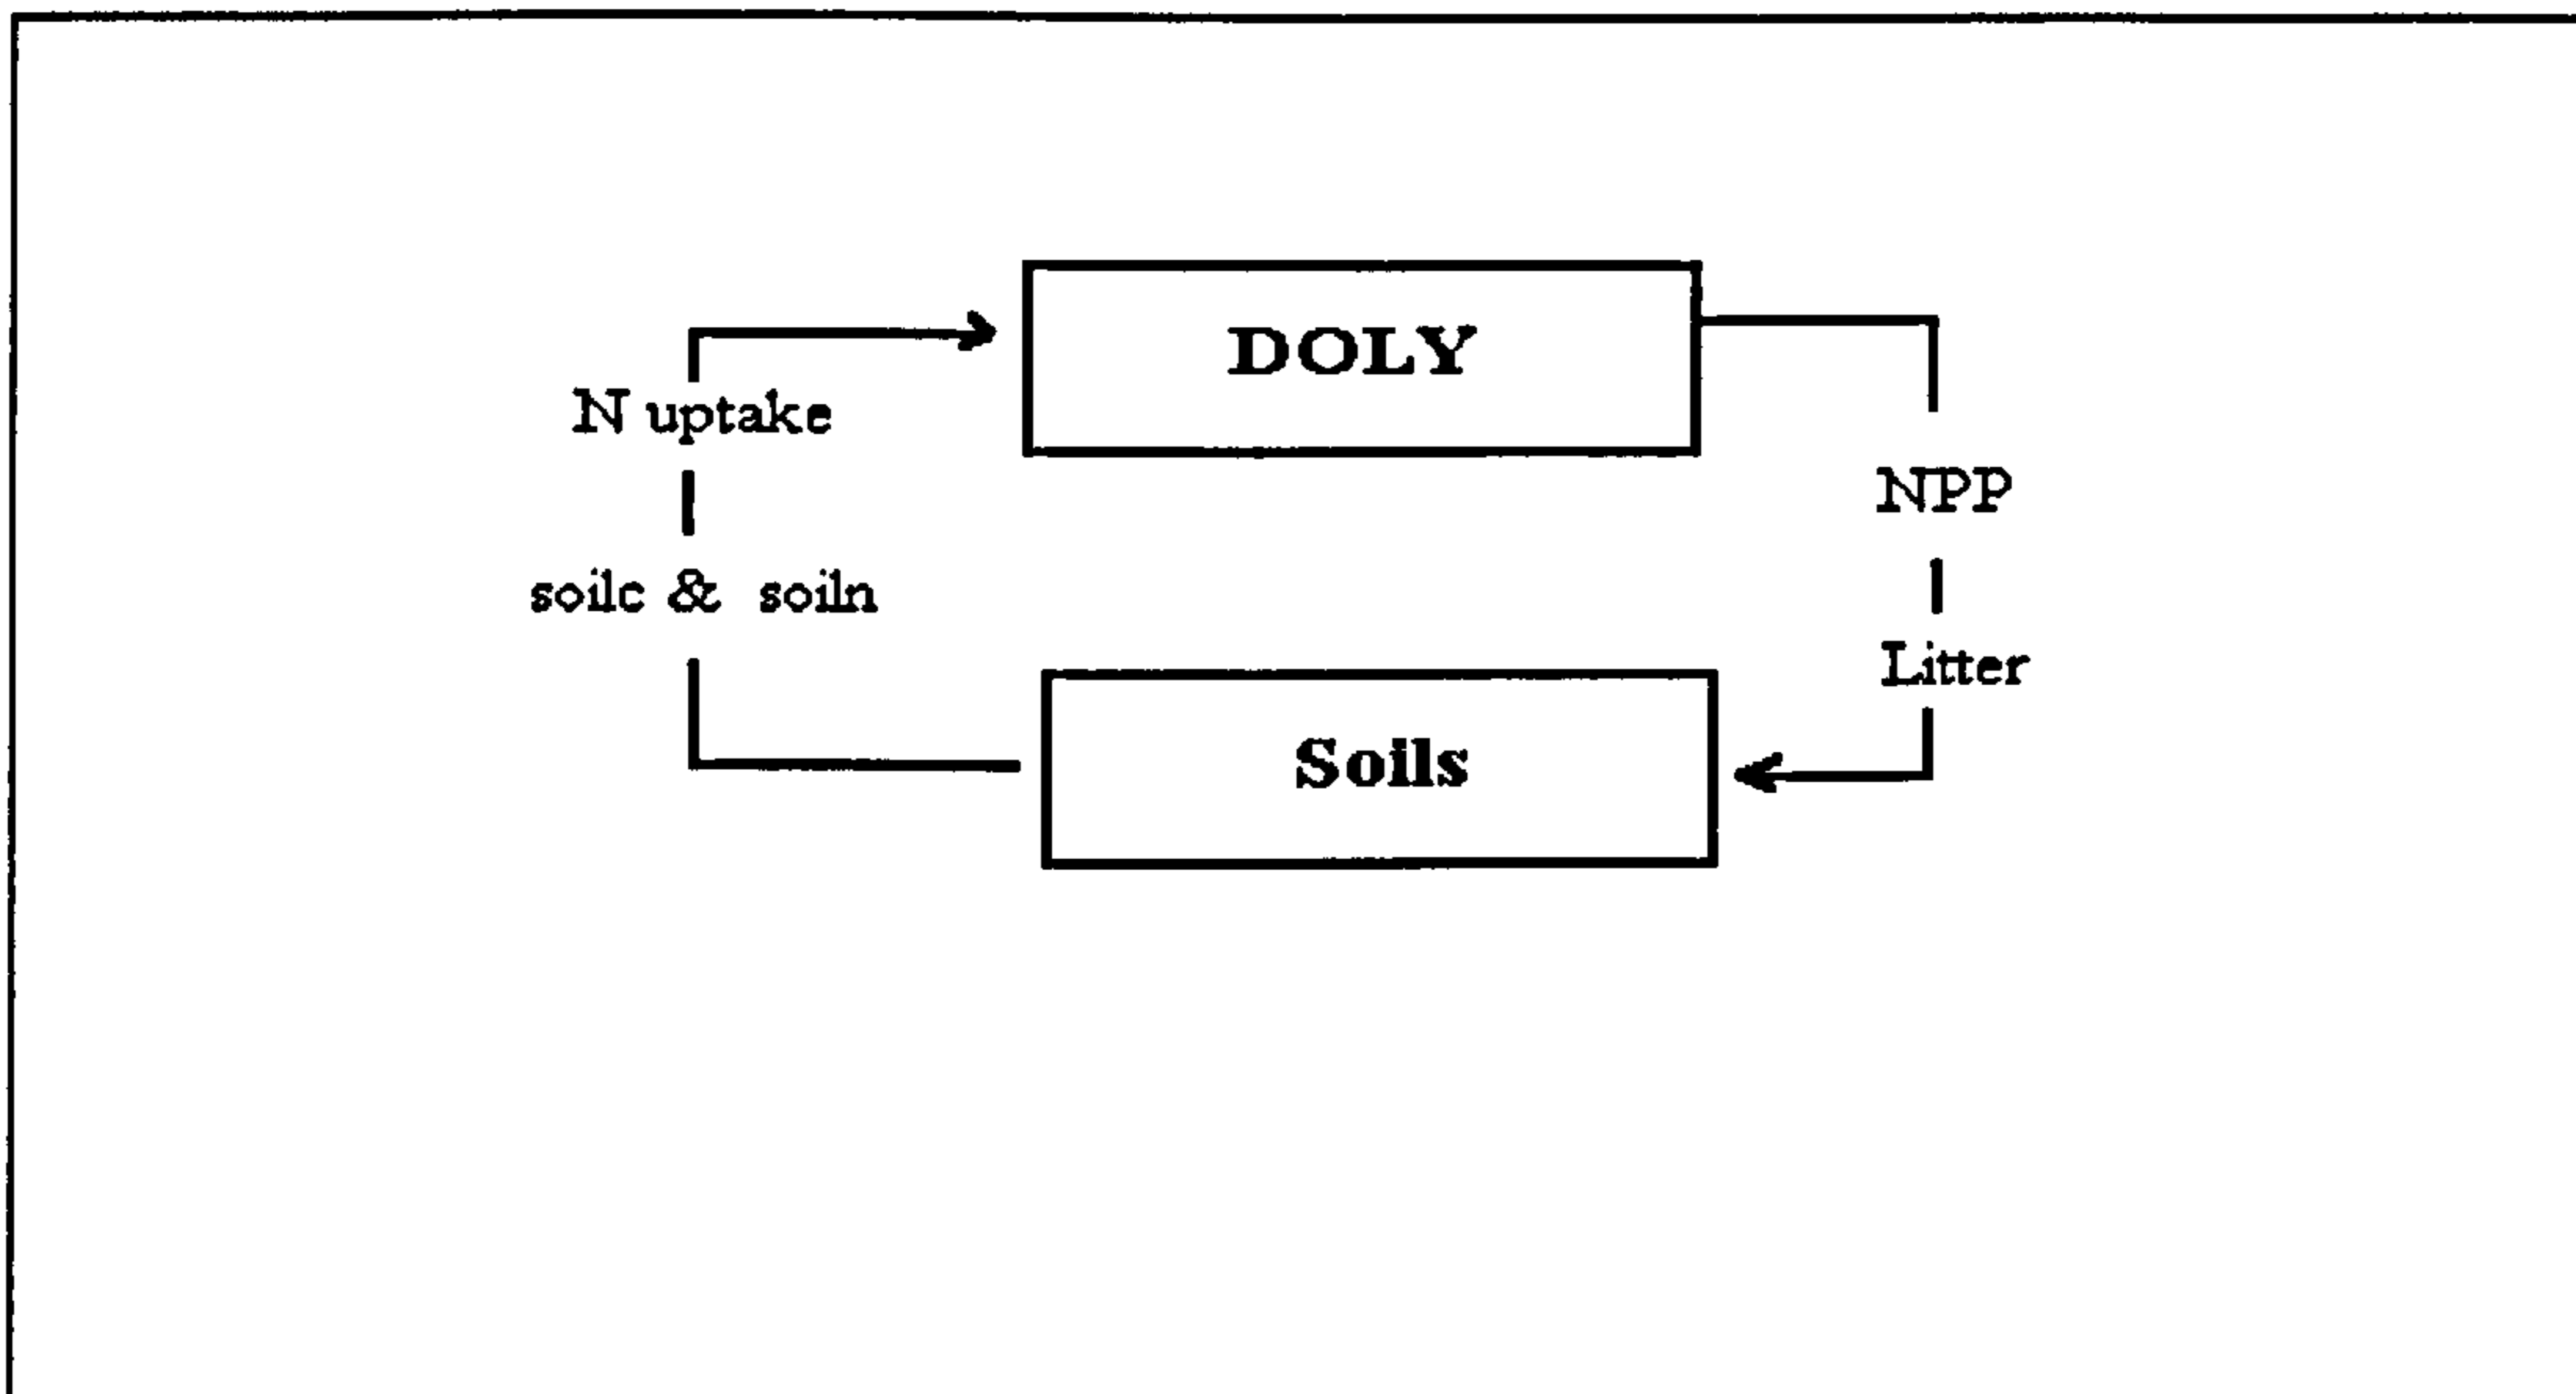 DOLY
N uptake
NPP
soilc & soiln
Litter
Soils